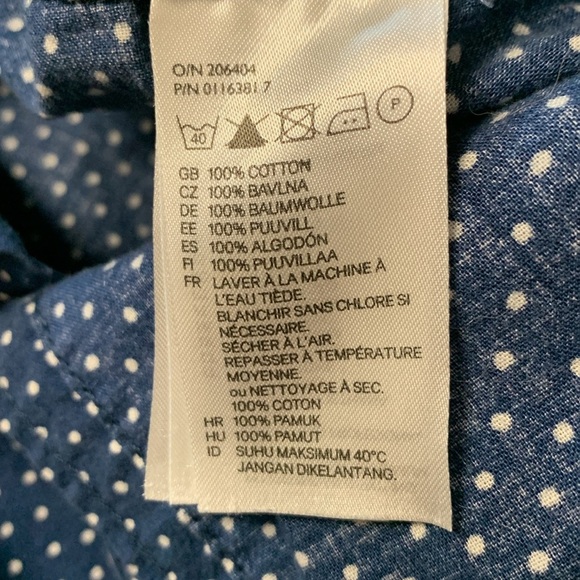 O/N 206404
P/N 0116381 7
40 P
GB 100% COTTON
CZ 100% BAVLNA
DE 100% BAUMWOLLE
EE 100% PUUVILL
ES 100% ALGODÓN
FI 100% PUUVILLAA
FR LAVER À LA MACHINE À
L'EAU TIÈDE.
BLANCHIR SANS CHLORE SI
NÉCESSAIRE.
SÉCHER À L'AIR.
REPASSER À TEMPÉRATURE
MOYENNE.
ou NETTOYAGE À SEC.
100% COTON
HR 100% PAMUK
HU 100% PAMUT
ID SUHU MAKSIMUM 40°C
JANGAN DIKELANTANG.